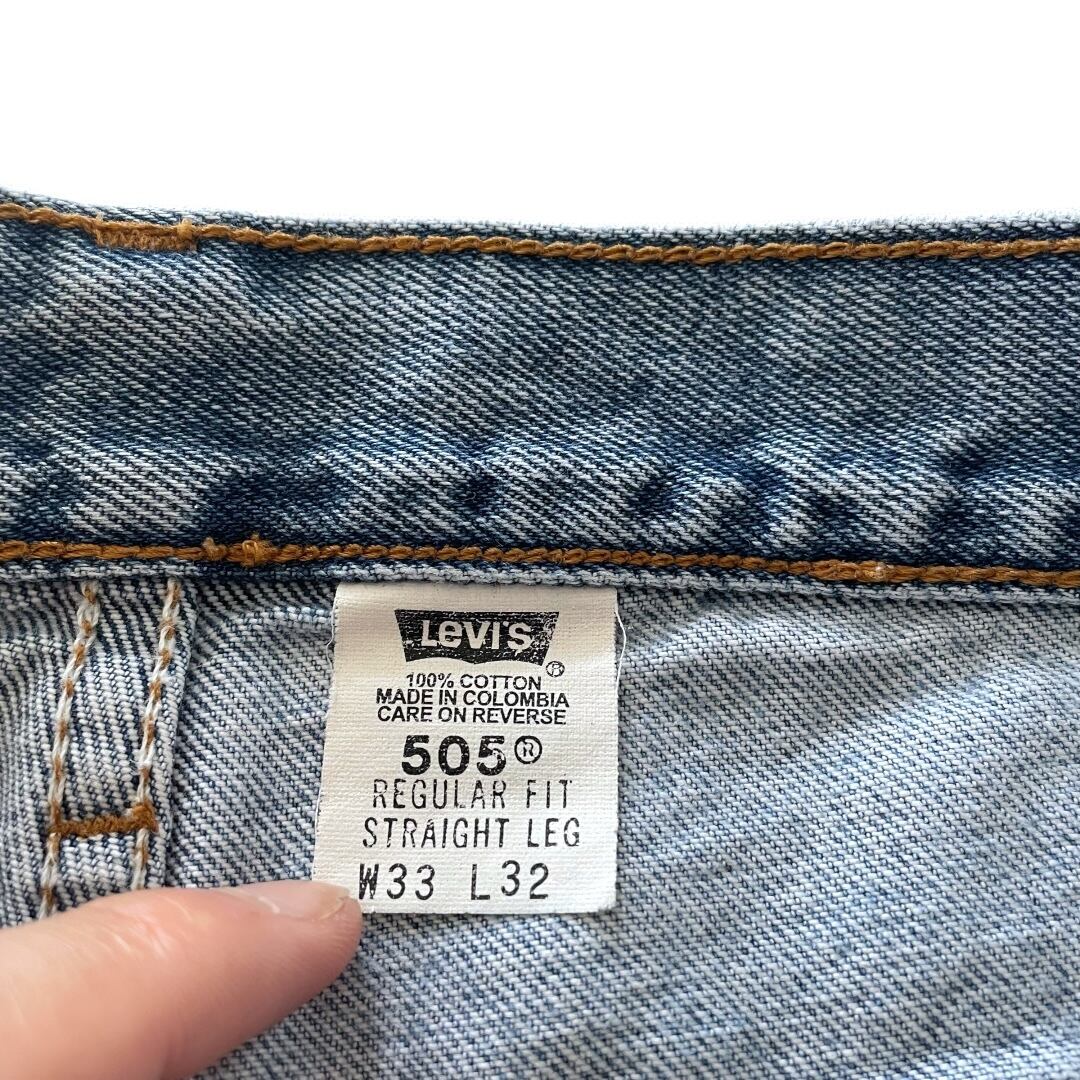 LEVI'S ®
100% COTTON
MADE IN COLOMBIA
CARE ON REVERSE
505®
REGULAR FIT
STRAIGHT LEG
W33 L32